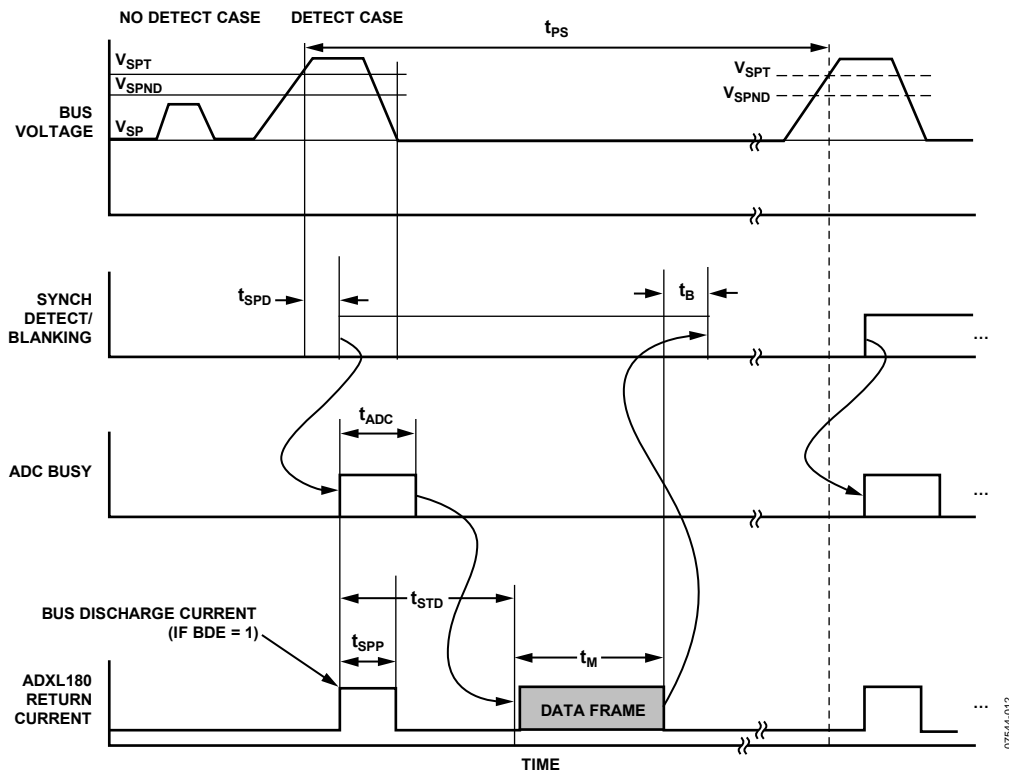 NO DETECT CASE
DETECT CASE
tPS
VSPT
VSPND
VSP
VSPT
VSPND
BUS
VOLTAGE
tSPD
tB
SYNCH
DETECT/
BLANKING
...
tADC
ADC BUSY
...
tSTD
BUS DISCHARGE CURRENT
(IF BDE = 1)
tSPP
tM
ADXL180
RETURN
CURRENT
DATA FRAME
...
TIME
07544-012